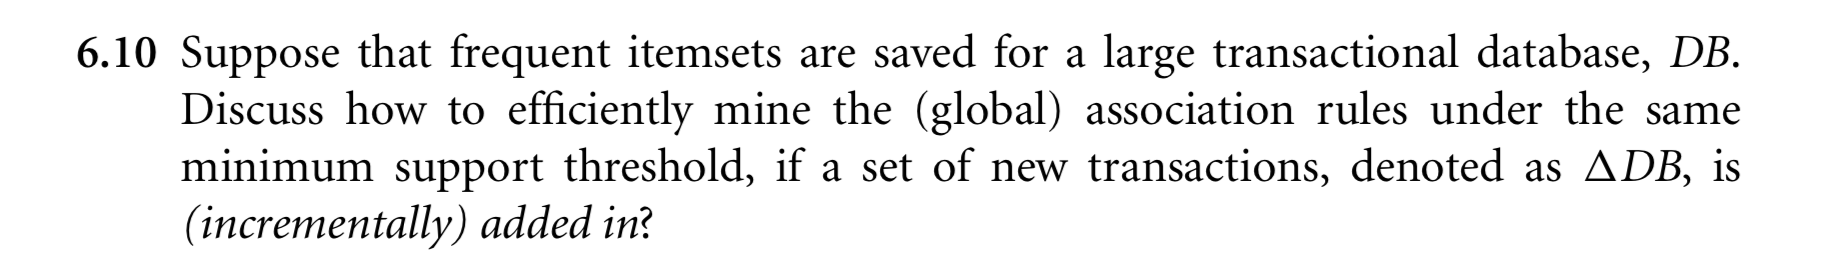 6.10 Suppose that frequent itemsets are saved for a large transactional database, DB.
Discuss how to efficiently mine the (global) association rules under the same
minimum support threshold, if a set of new transactions, denoted as ΔDB, is
(incrementally) added in?